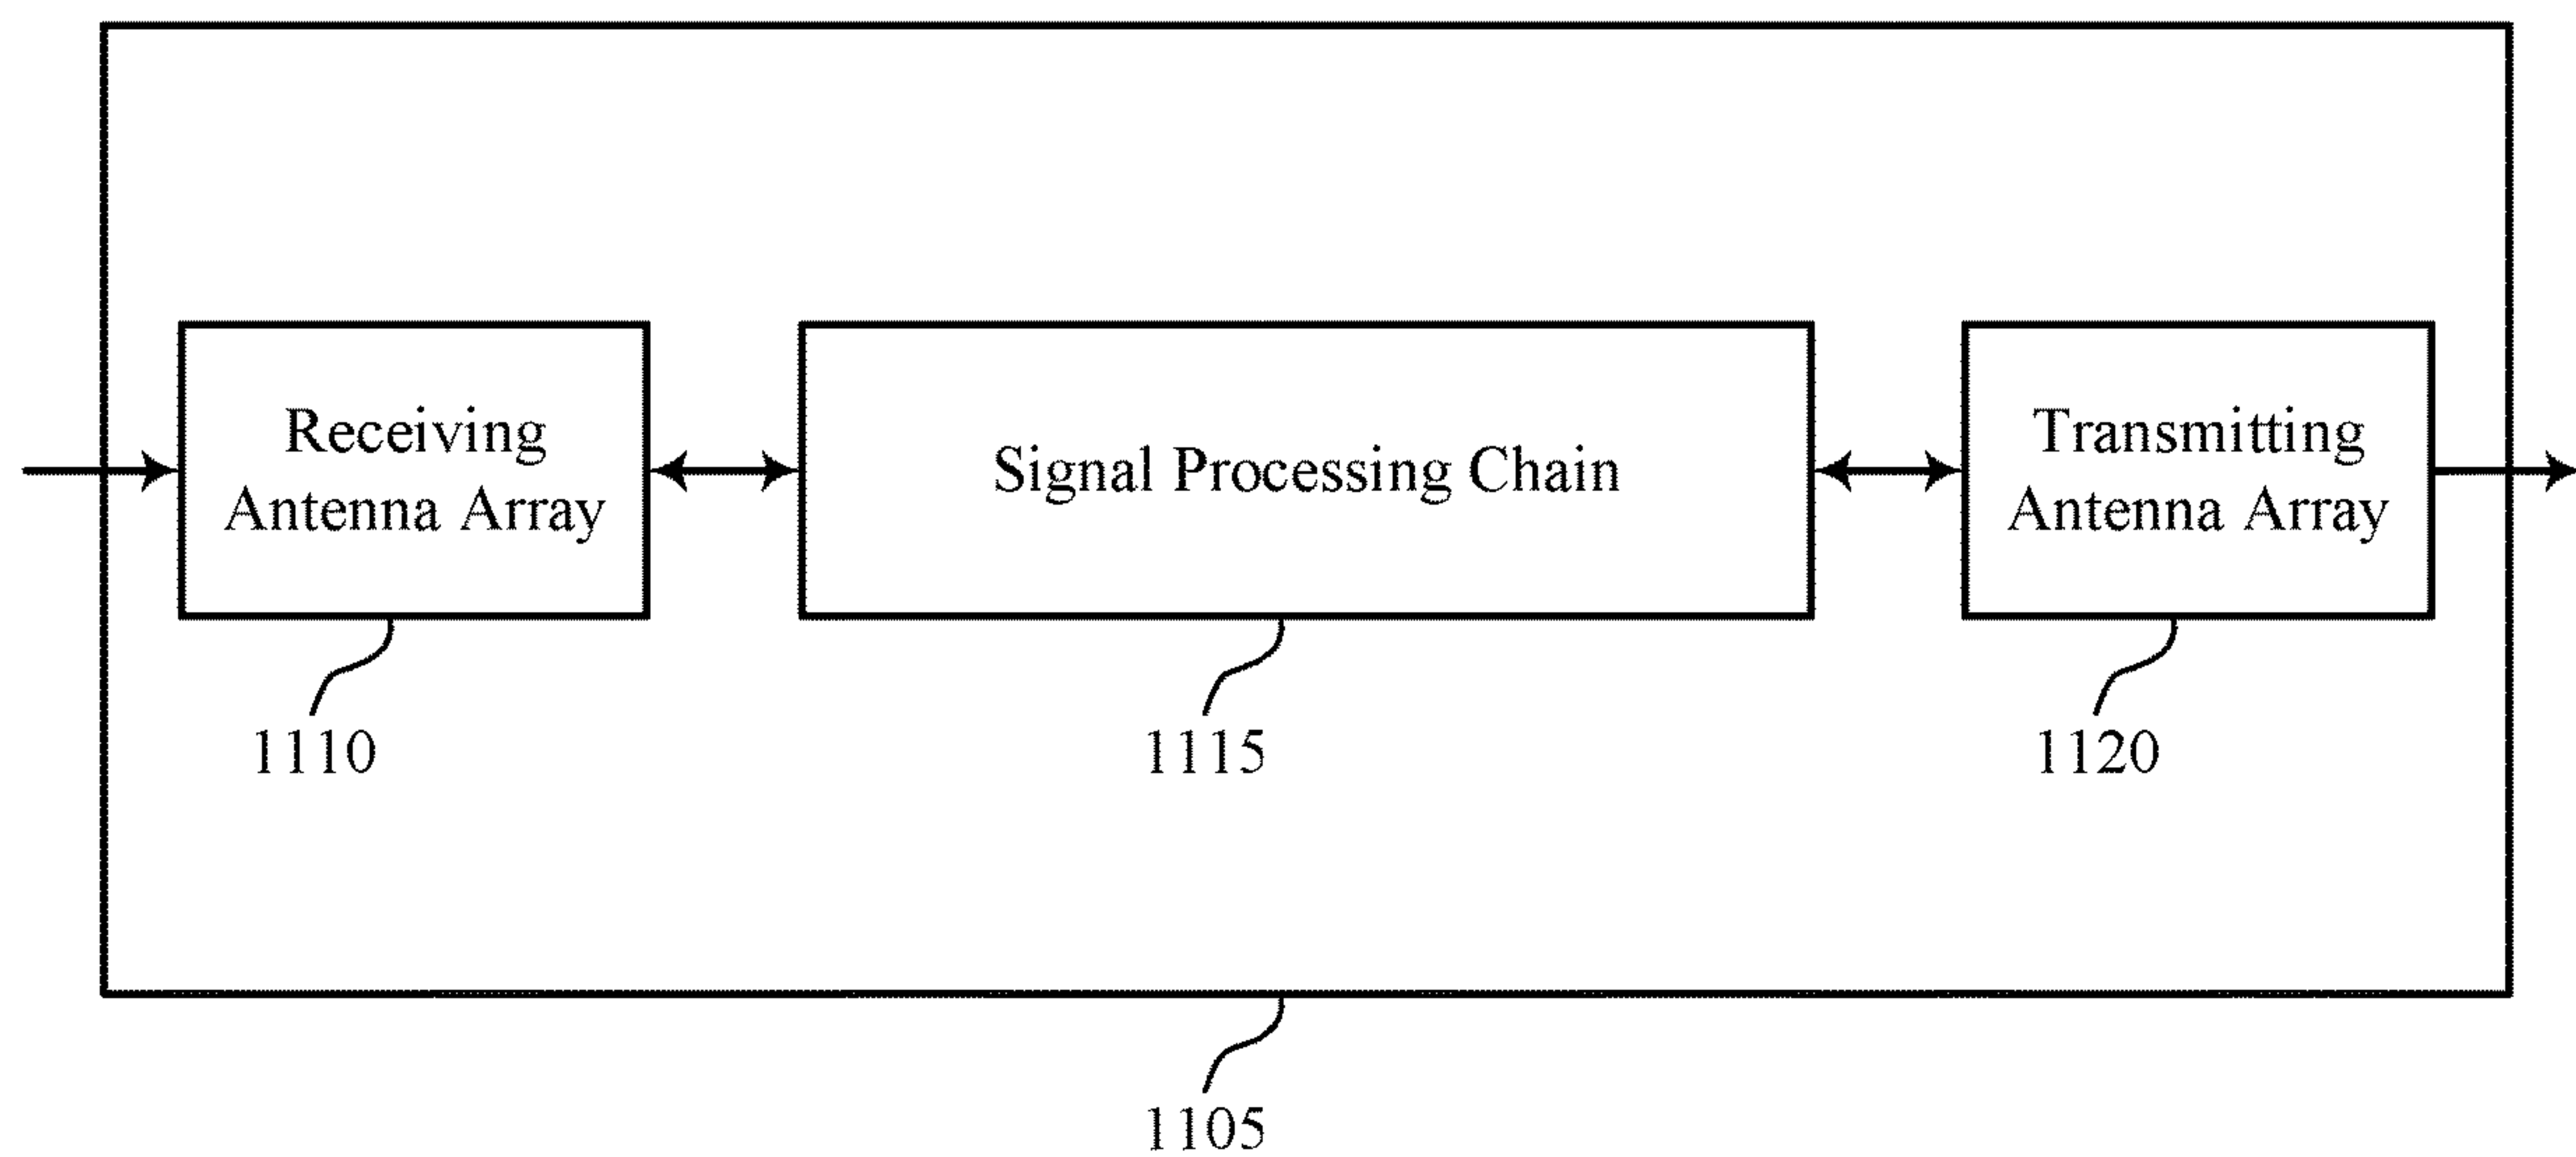 Receiving
Antenna Array
Signal Processing Chain
Transmitting
Antenna Array
1110
1115
1120
1105